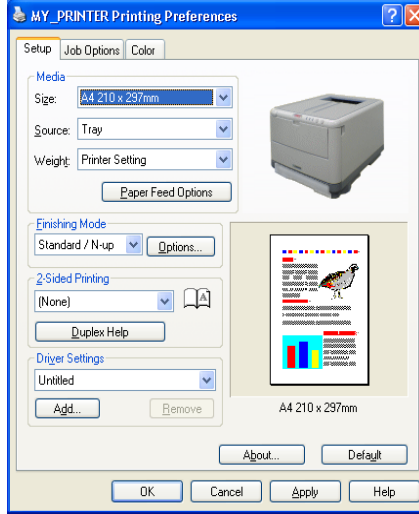 MY_PRINTER Printing Preferences
Setup Job Options Color
Media
Size: A4 210 x 297mm
Source: Tray
Weight: Printer Setting
Paper Feed Options
Finishing Mode
Standard / N-up Options...
2-Sided Printing
(None) A
Duplex Help
Driver Settings
Untitled
Add... Remove
A4 210 x 297mm
About... Default
OK Cancel Apply Help